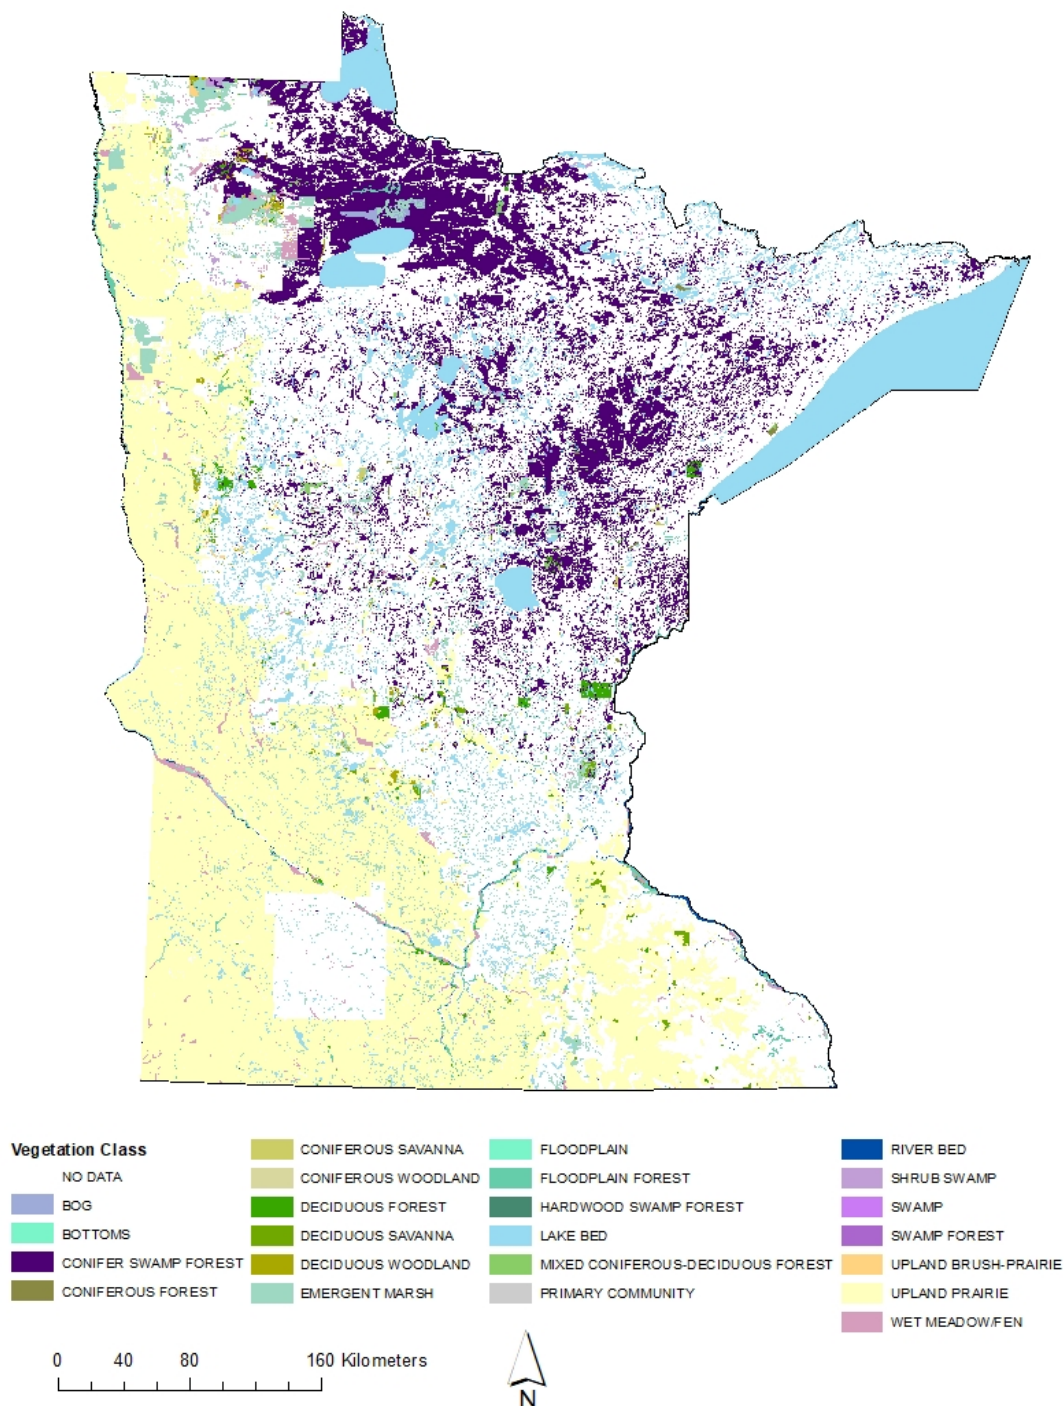 Vegetation Class
NO DATA
BOG
BOTTOMS
CONIFER SWAMP FOREST
CONIFEROUS FOREST
CONIFEROUS SAVANNA
CONIFEROUS WOODLAND
DECIDUOUS FOREST
DECIDUOUS SAVANNA
DECIDUOUS WOODLAND
EMERGENT MARSH
FLOODPLAIN
FLOODPLAIN FOREST
HARDWOOD SWAMP FOREST
LAKE BED
MIXED CONIFEROUS-DECIDUOUS FOREST
PRIMARY COMMUNITY
RIVER BED
SHRUB SWAMP
SWAMP
SWAMP FOREST
UPLAND BRUSH-PRAIRIE
UPLAND PRAIRIE
WET MEADOW/FEN
0 40 80 160 Kilometers
N